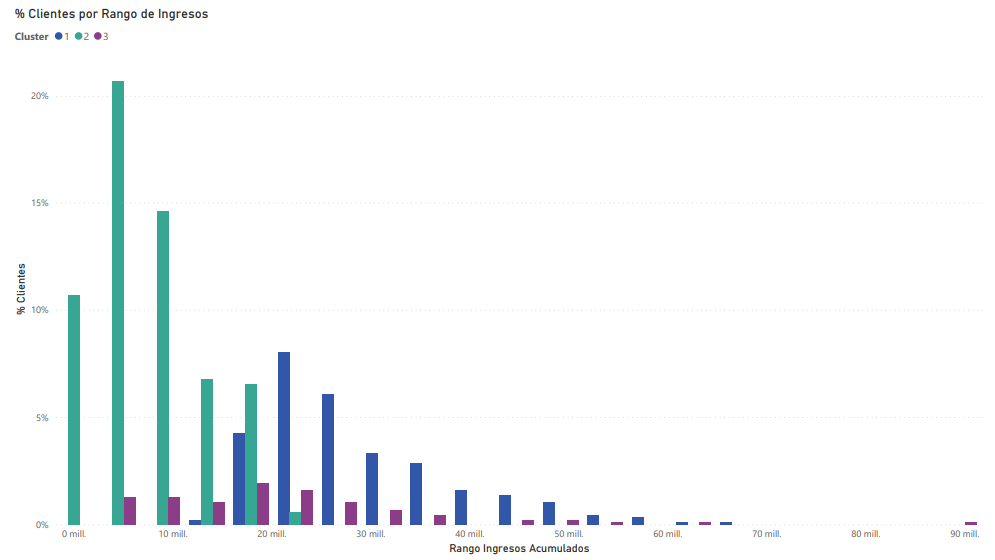 % Clientes por Rango de Ingresos
Cluster 1 2 3
20%
15%
10%
5%
0%
% Clientes
0 mill. 10 mill. 20 mill. 30 mill. 40 mill. 50 mill. 60 mill. 70 mill. 80 mill. 90 mill.
Rango Ingresos Acumulados